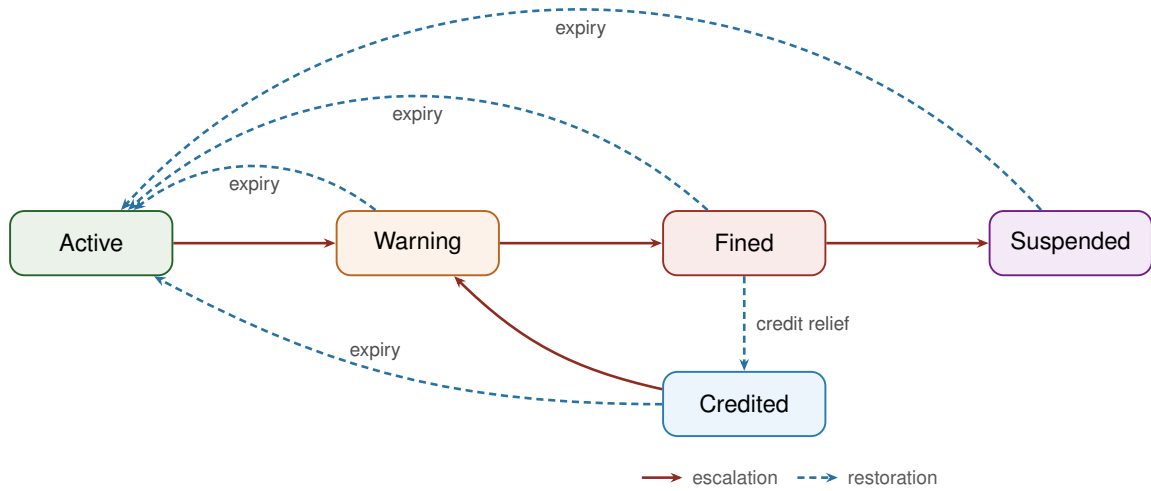 expiry
expiry
expiry
Active
Warning
Fined
Suspended
credit relief
expiry
Credited
escalation
restoration